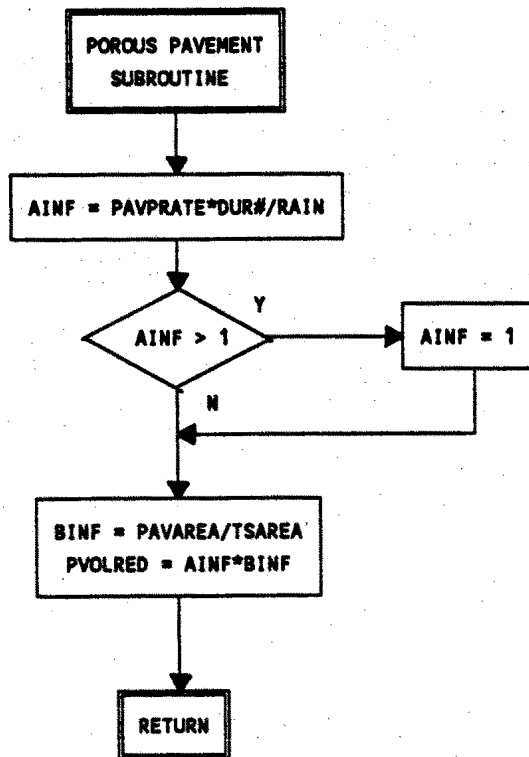 POROUS PAVEMENT
SUBROUTINE
AINF = PAVPRATE*DUR#/RAIN
AINF > 1
Y
AINF = 1
N
BINF = PAVAREA/TSAREA
PVOLRED = AINF*BINF
RETURN